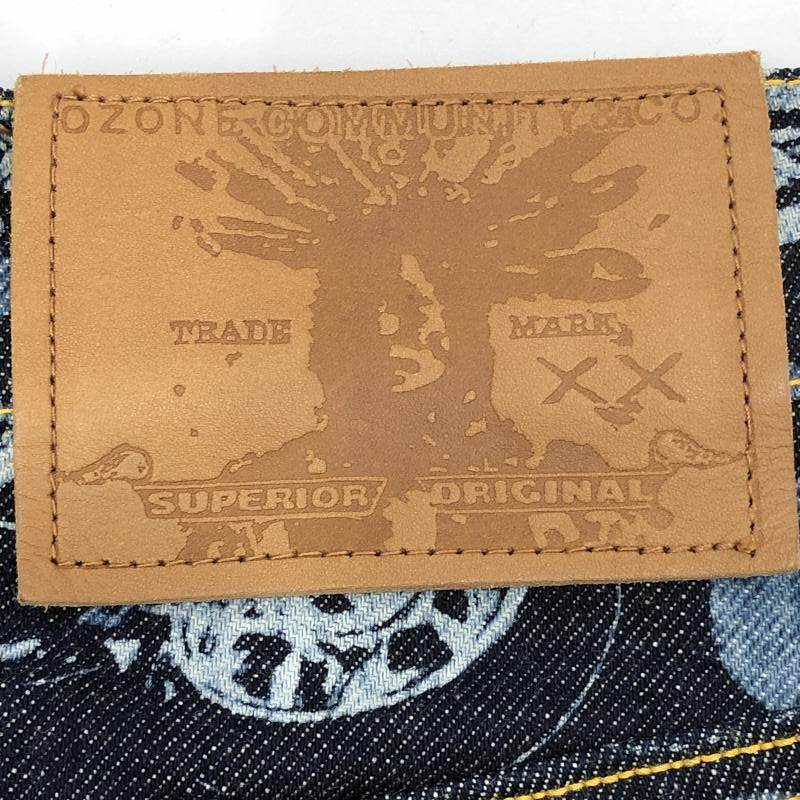 OZONE COMMUNITY & CO
TRADE MARK
XX
SUPERIOR ORIGINAL